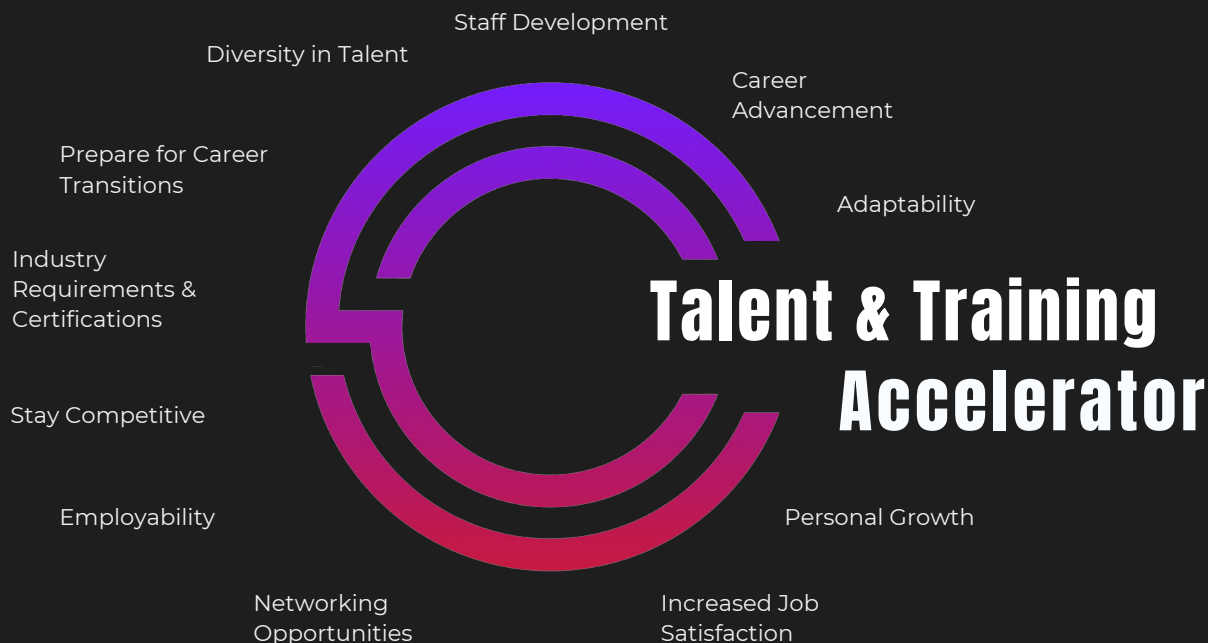 Staff Development
Diversity in Talent
Career
Advancement
Prepare for Career
Transitions
Adaptability
Industry
Requirements &
Certifications
Talent & Training
Accelerator
Stay Competitive
Employability
Personal Growth
Networking
Opportunities
Increased Job
Satisfaction